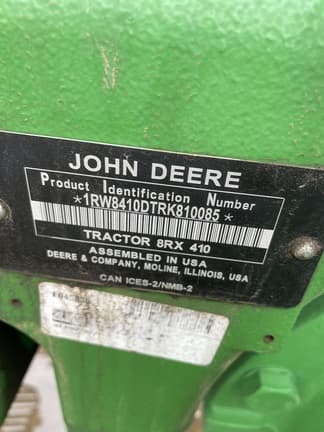 JOHN DEERE
Product Identification Number
*1RW8410DTRK810085*
TRACTOR 8RX 410
ASSEMBLED IN USA
DEERE & COMPANY, MOLINE, ILLINOIS, USA
CAN ICES-2/NMB-2